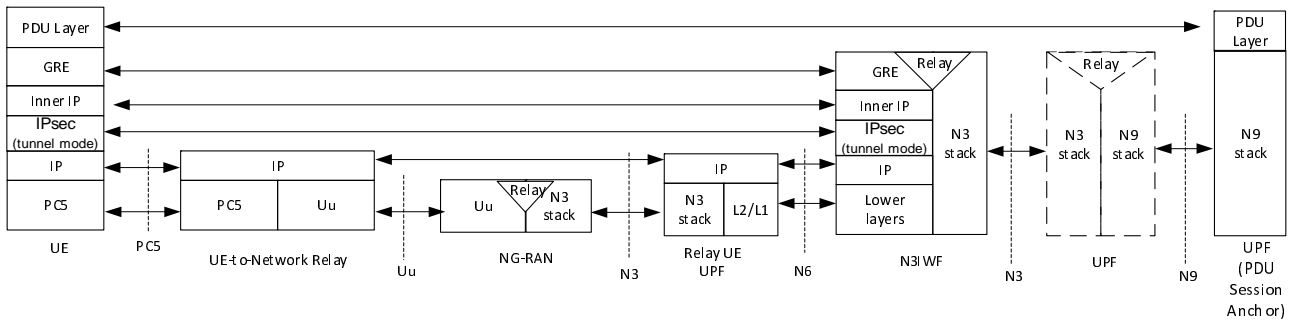 PDU Layer
GRE
Inner IP
IPsec
(tunnel mode)
IP
PC5
UE
PC5
IP
PC5
Uu
UE-to-Network Relay
Uu
Relay
Uu
N3
stack
NG-RAN
N3
IP
N3
stack
L2/L1
Relay UE
UPF
N6
GRE
Relay
Inner IP
IPsec
(tunnel mode)
IP
Lower
layers
N3
stack
N3IWF
N3
Relay
N3
stack
N9
stack
UPF
N9
PDU
Layer
N9
stack
UPF
(PDU
Session
Anchor)